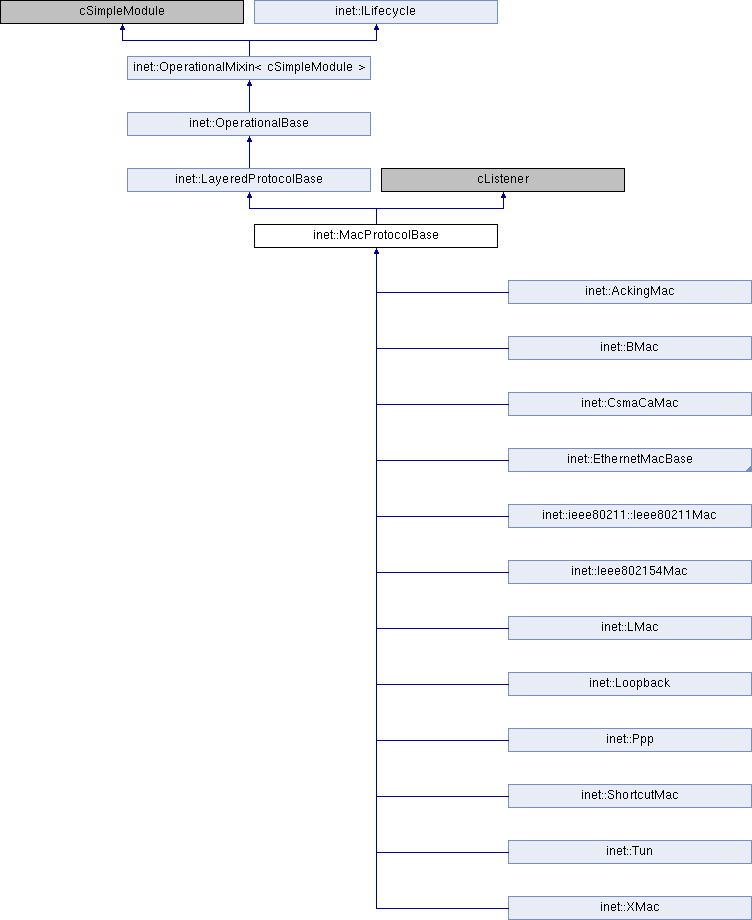 cSimpleModule
inet::ILifecycle
inet::OperationalMixin< cSimpleModule >
inet::OperationalBase
inet::LayeredProtocolBase
cListener
inet::MacProtocolBase
inet::AckingMac
inet::BMac
inet::CsmaCaMac
inet::EthernetMacBase
inet::ieee80211::Ieee80211Mac
inet::Ieee802154Mac
inet::LMac
inet::Loopback
inet::Ppp
inet::ShortcutMac
inet::Tun
inet::XMac